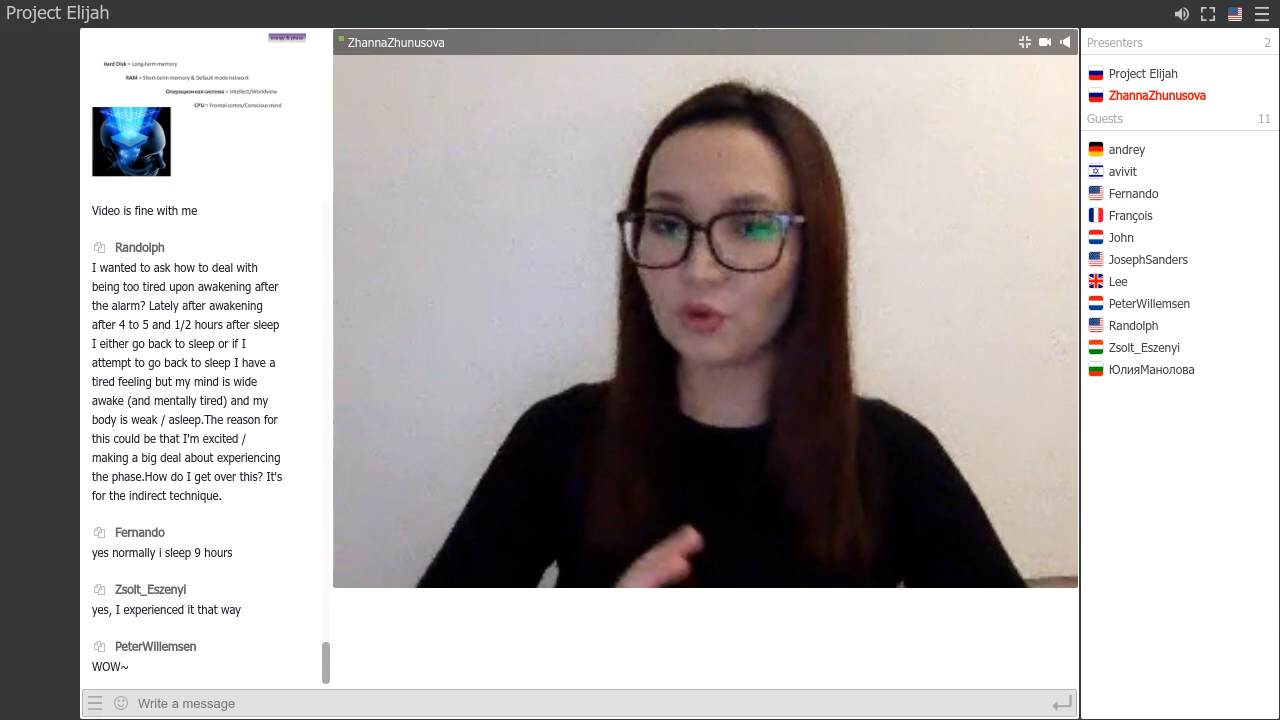 Project Elijah
energy & phase
Hard Disk = Long-term memory
RAM = Short-term memory & Default mode network
Операционная система = Intellect/Worldview
CPU = Frontal cortex/Conscious mind
Video is fine with me
Randolph
I wanted to ask how to deal with
being too tired upon awakening after
the alarm? Lately after awakening
after 4 to 5 and 1/2 hours after sleep
I either go back to sleep or if I
attempt to go back to sleep I have a
tired feeling but my mind is wide
awake (and mentally tired) and my
body is weak / asleep.The reason for
this could be that I'm excited /
making a big deal about experiencing
the phase.How do I get over this? It's
for the indirect technique.
Fernando
yes normally i sleep 9 hours
Zsolt_Eszenyi
yes, I experienced it that way
PeterWillemsen
WOW~
Write a message
ZhannaZhunusova
Presenters 2
Project Elijah
ZhannaZhunusova
Guests 11
andrey
avivit
Fernando
François
John
JosephSanders
Lee
PeterWillemsen
Randolph
Zsolt_Eszenyi
ЮлияМанолова